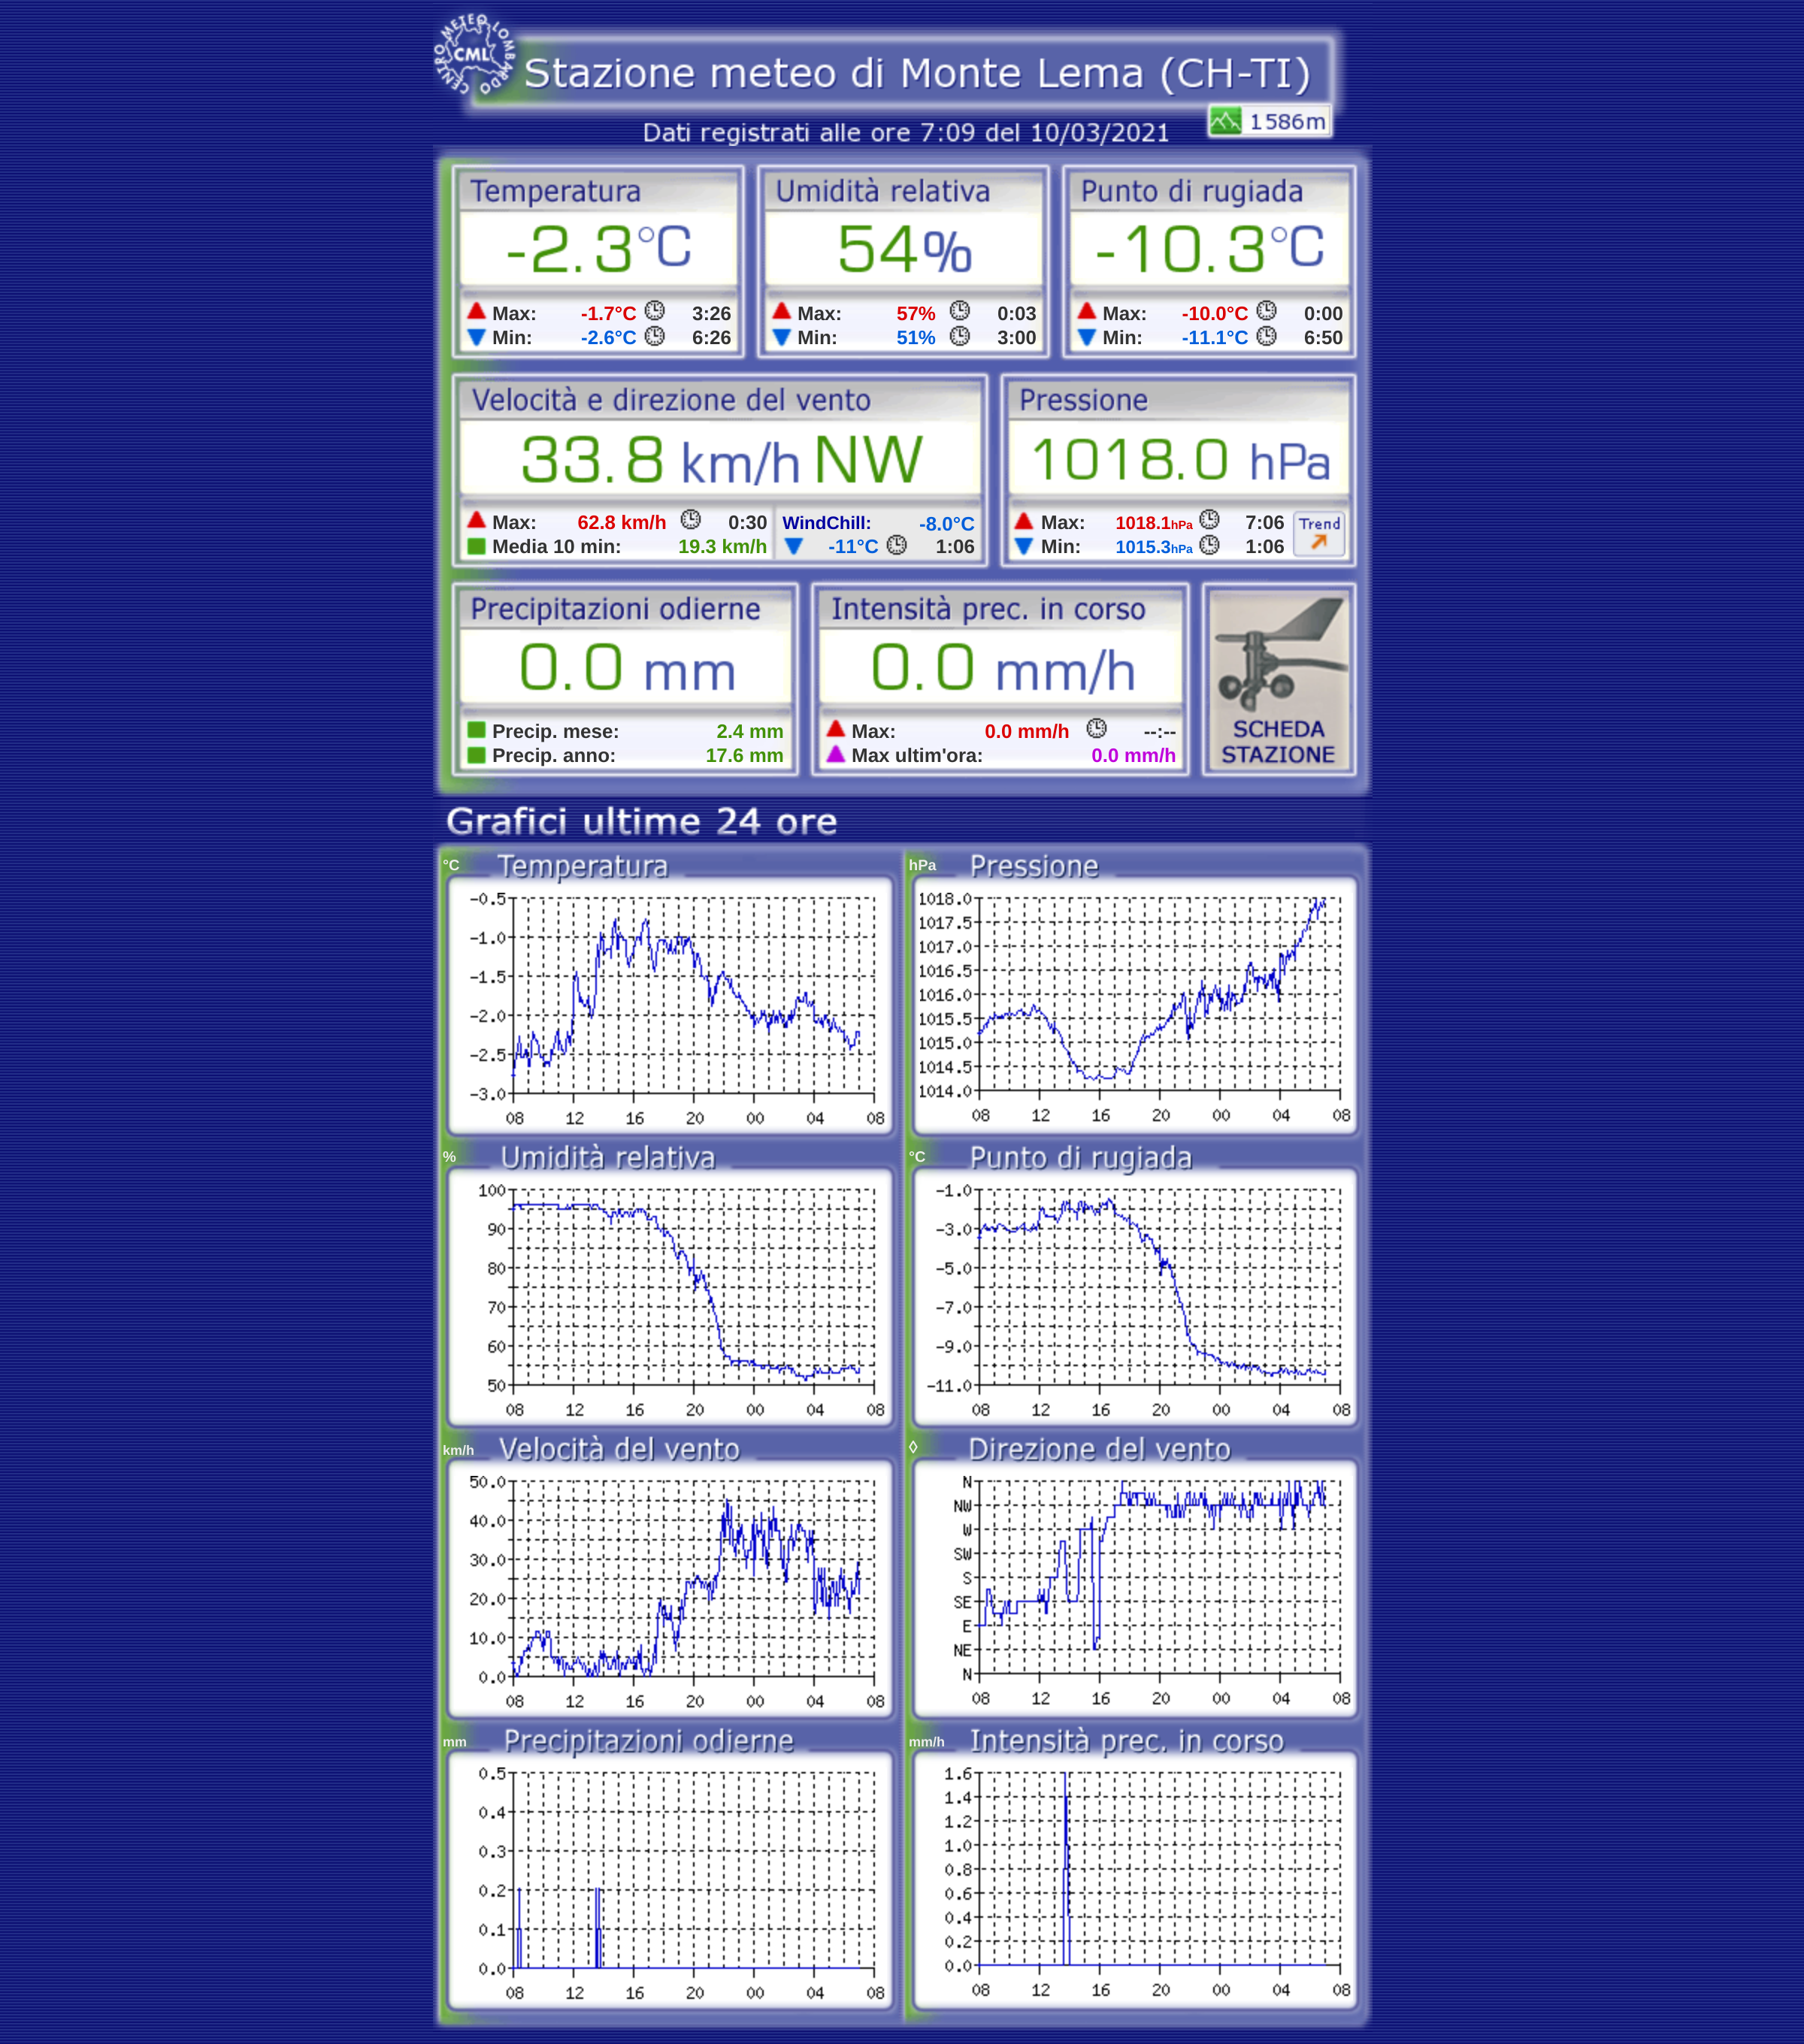 CENTRO METEO LOMBARDO
CML
Stazione meteo di Monte Lema (CH-TI)
1586m
Dati registrati alle ore 7:09 del 10/03/2021
Temperatura Umidità relativa Punto di rugiada
-2.3°C 54% -10.3°C
Max: -1.7°C 3:26 Max: 57% 0:03 Max: -10.0°C 0:00
Min: -2.6°C 6:26 Min: 51% 3:00 Min: -11.1°C 6:50
Velocità e direzione del vento Pressione
33.8 km/h NW 1018.0 hPa
Max: 62.8 km/h 0:30 WindChill: -8.0°C Max: 1018.1hPa 7:06 Trend
Media 10 min: 19.3 km/h -11°C 1:06 Min: 1015.3hPa 1:06
Precipitazioni odierne Intensità prec. in corso
0.0 mm 0.0 mm/h
Precip. mese: 2.4 mm Max: 0.0 mm/h --:-- SCHEDA
Precip. anno: 17.6 mm Max ultim'ora: 0.0 mm/h STAZIONE
Grafici ultime 24 ore
°C Temperatura
-0.5
-1.0
-1.5
-2.0
-2.5
-3.0
08 12 16 20 00 04 08
hPa Pressione
1018.0
1017.5
1017.0
1016.5
1016.0
1015.5
1015.0
1014.5
1014.0
08 12 16 20 00 04 08
% Umidità relativa
100
90
80
70
60
50
08 12 16 20 00 04 08
°C Punto di rugiada
-1.0
-3.0
-5.0
-7.0
-9.0
-11.0
08 12 16 20 00 04 08
km/h Velocità del vento
50.0
40.0
30.0
20.0
10.0
0.0
08 12 16 20 00 04 08
◊ Direzione del vento
N
NW
W
SW
S
SE
E
NE
N
08 12 16 20 00 04 08
mm Precipitazioni odierne
0.5
0.4
0.3
0.2
0.1
0.0
08 12 16 20 00 04 08
mm/h Intensità prec. in corso
1.6
1.4
1.2
1.0
0.8
0.6
0.4
0.2
0.0
08 12 16 20 00 04 08